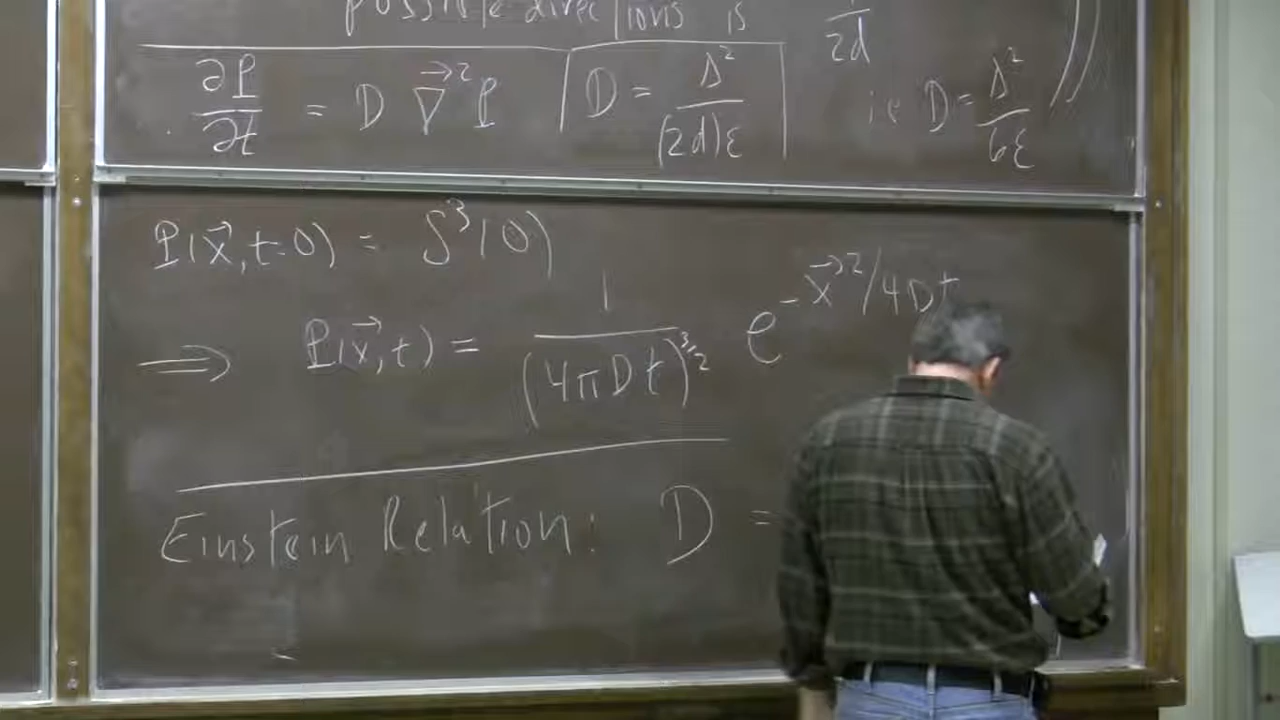 possible directions is 1/2d
∂P/∂t = D ∇⃗² P D = Δ²/(2d)ε ie D = Δ²/6ε
P(x⃗, t=0) = δ³(0)
⟹ P(x⃗, t) = 1/(4πDt)^3/2 e^-x⃗²/4Dt
Einstein Relation: D =